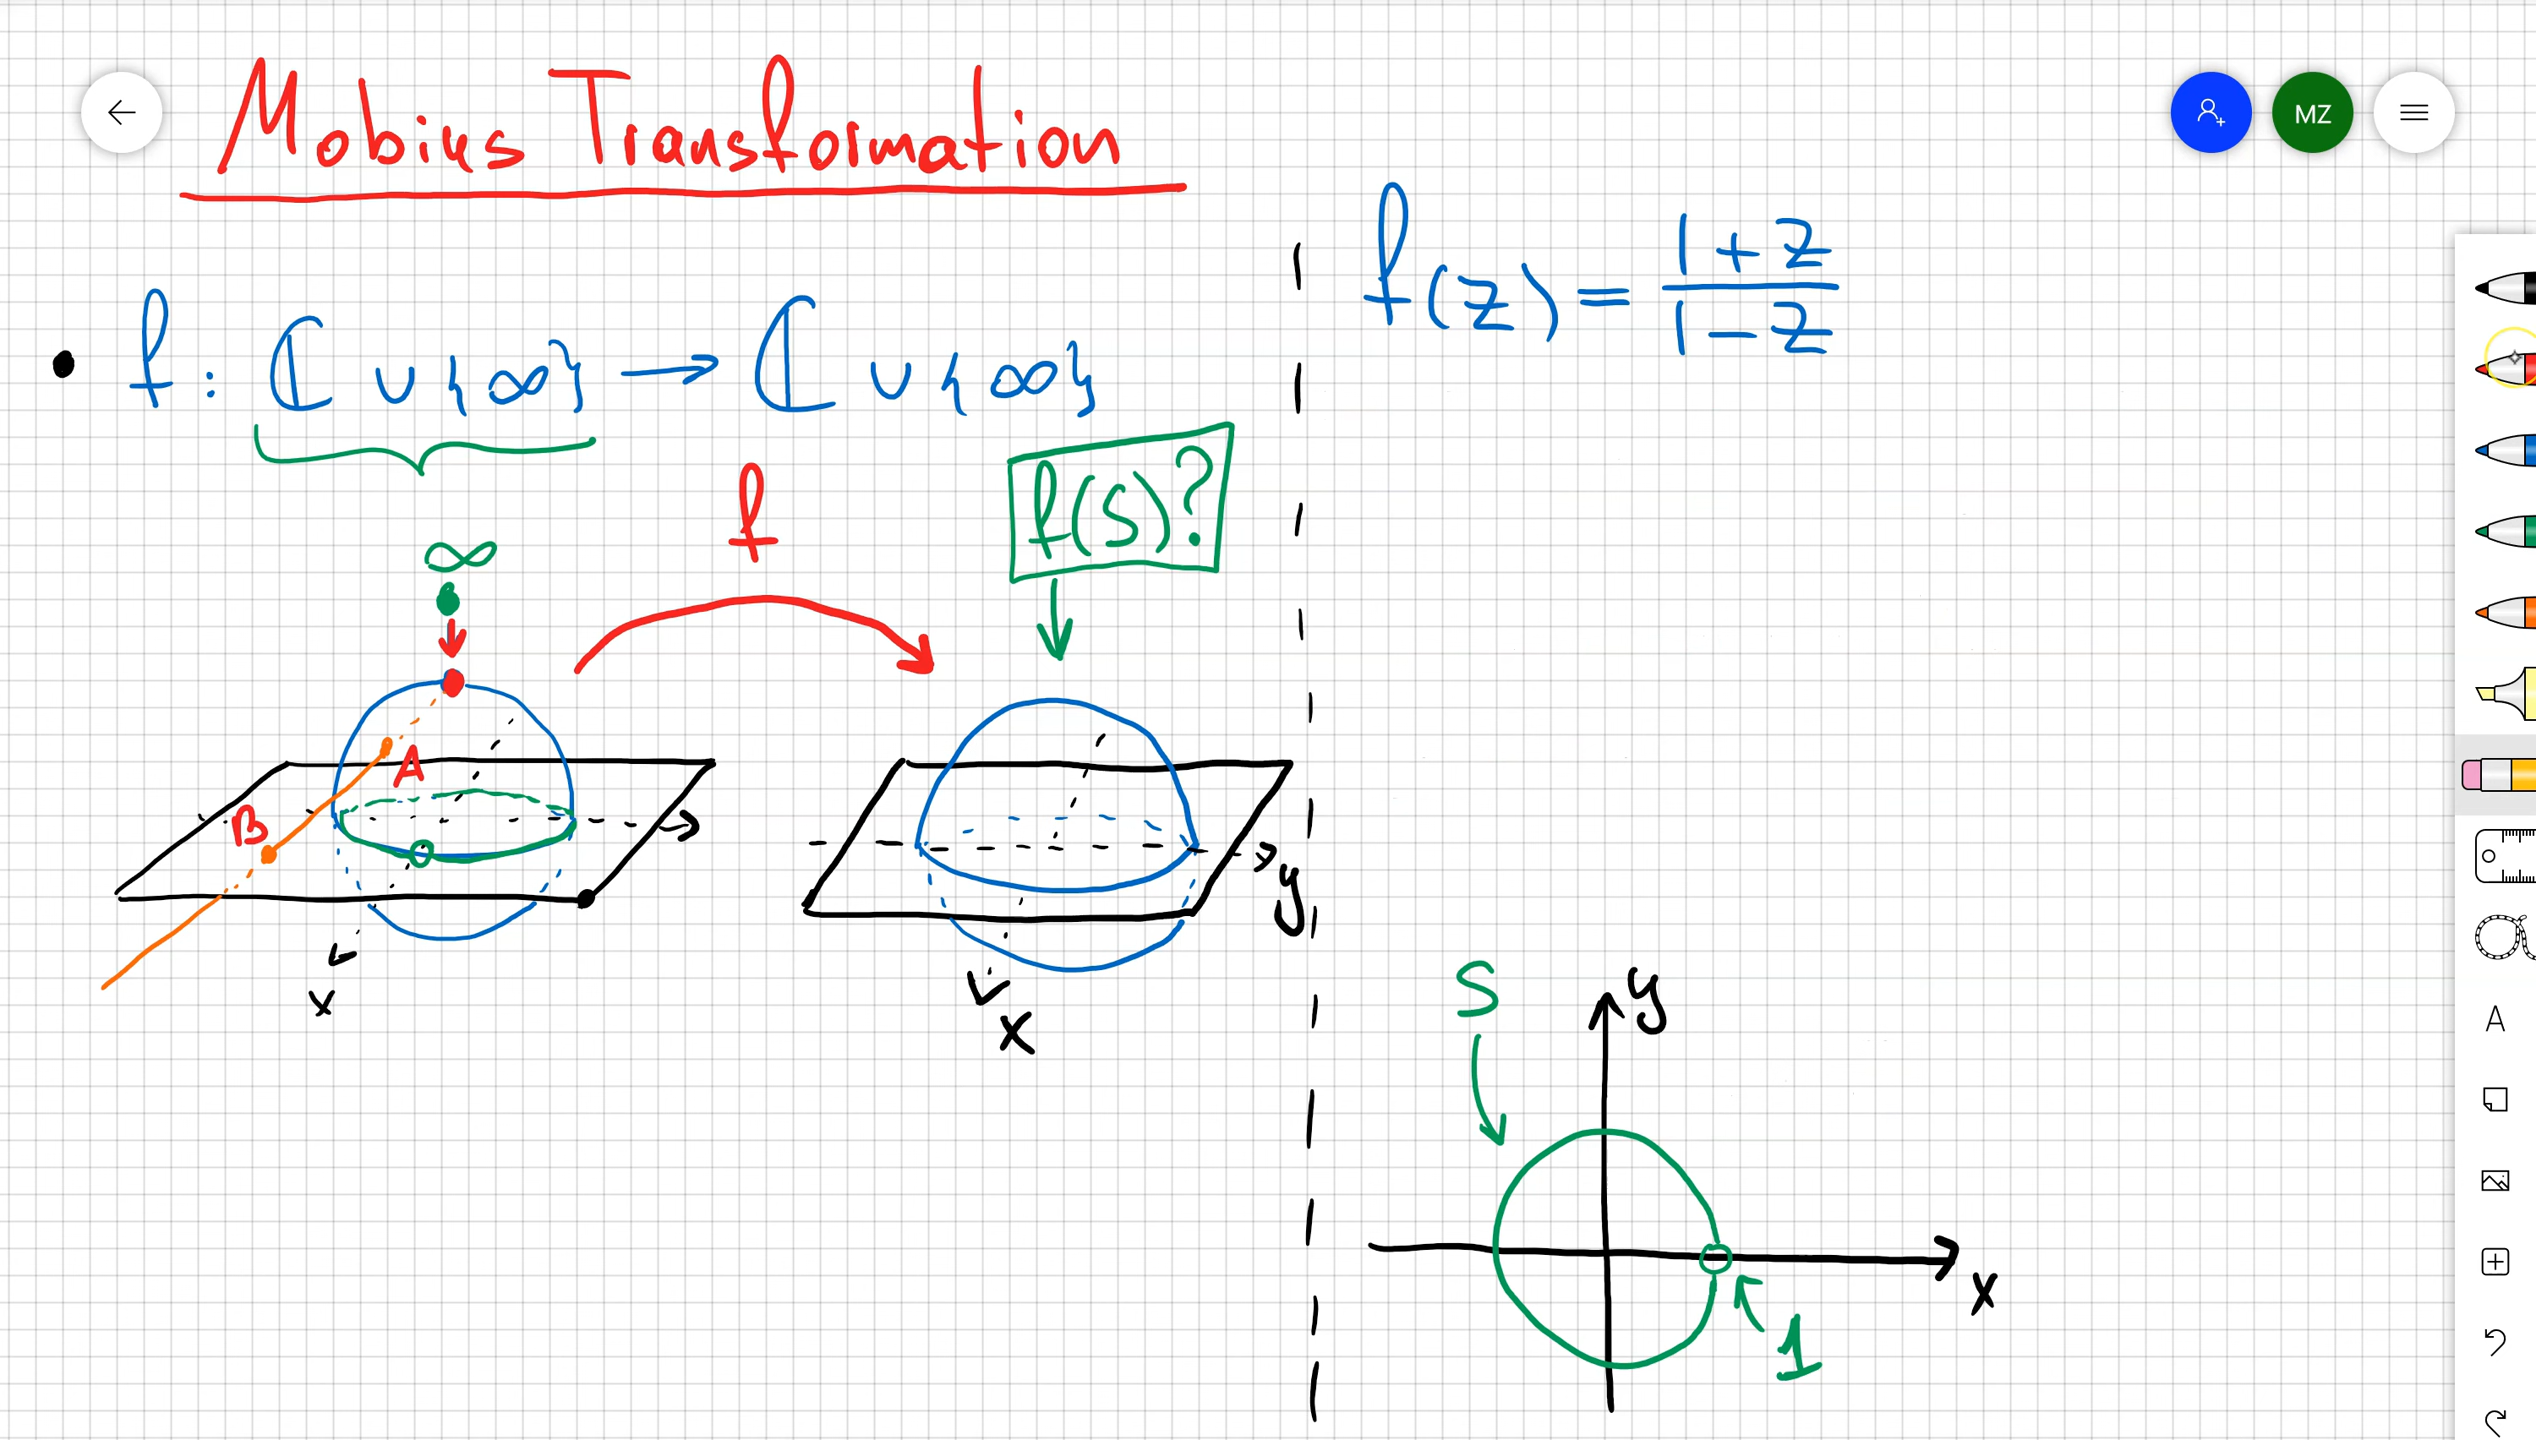 Mobius Transformation
MZ
f(z) = 1+z / 1-z
f : ℂ ∪ {∞} → ℂ ∪ {∞}
f
f(S)?
∞
A
B
x
y
x
S
y
x
1
A